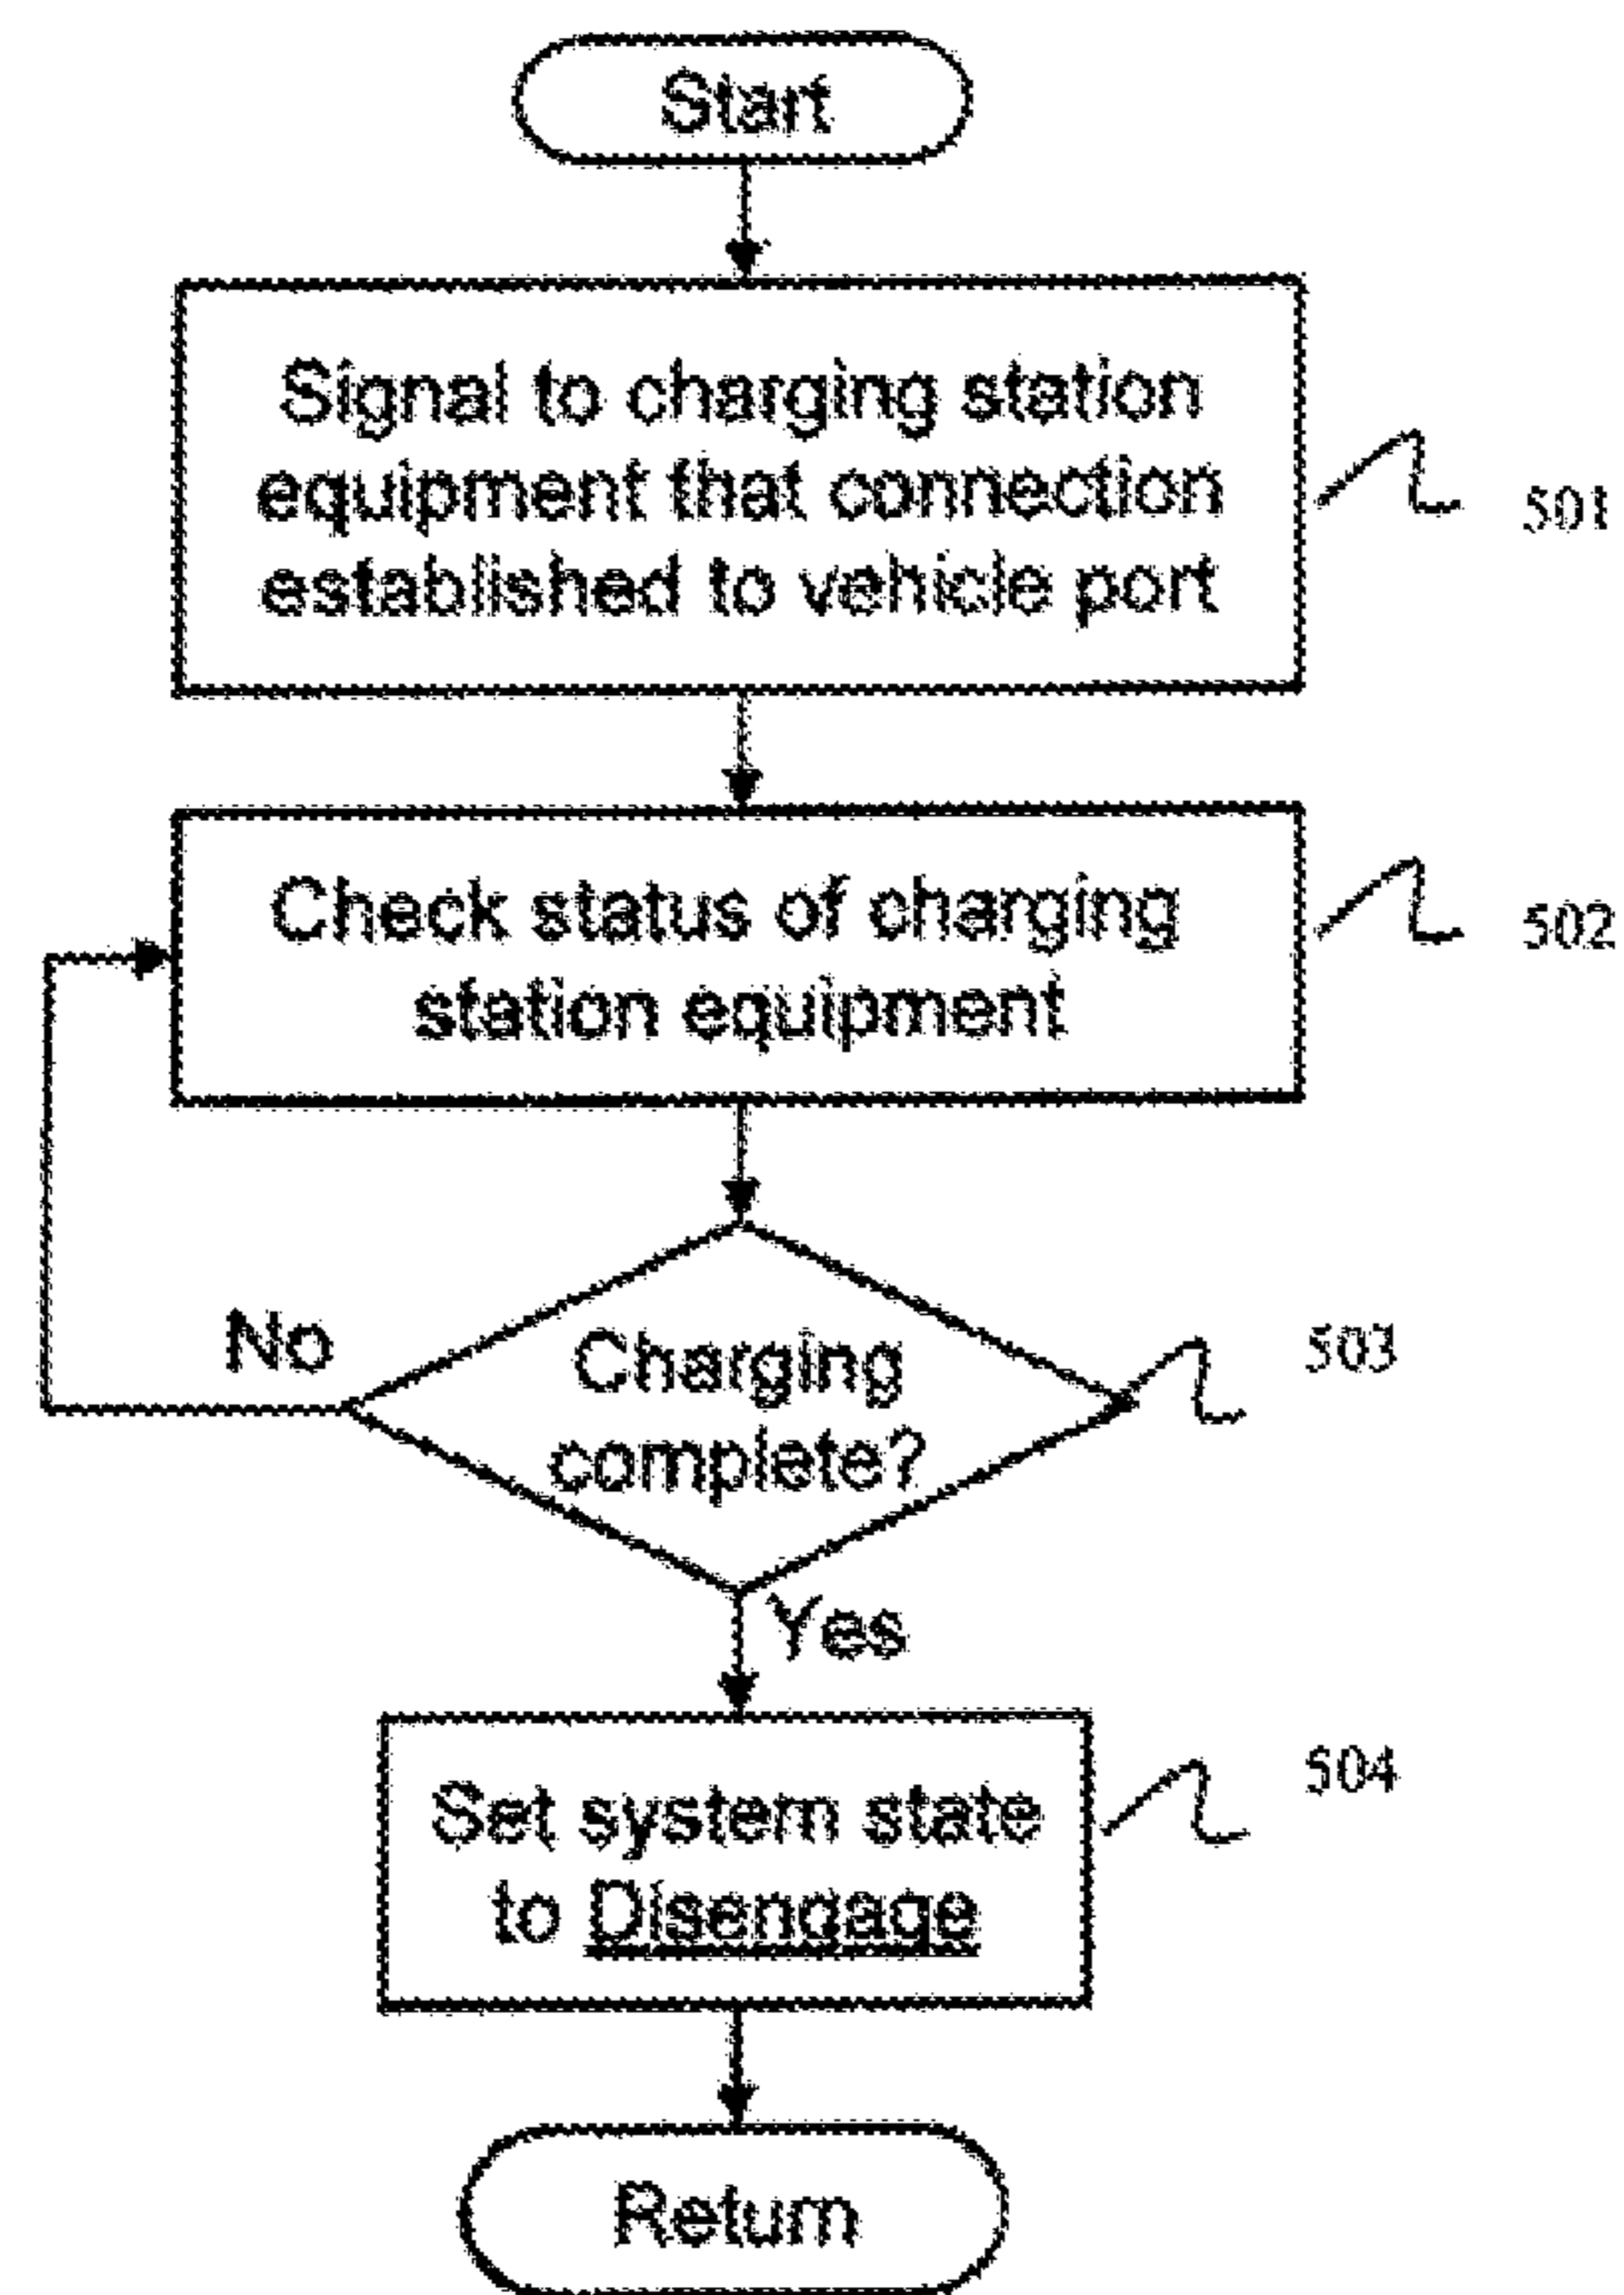 Start
Signal to charging station
equipment that connection
established to vehicle port
501
Check status of charging
station equipment
502
No
Charging
complete?
503
Yes
Set system state
to Disengage
504
Return